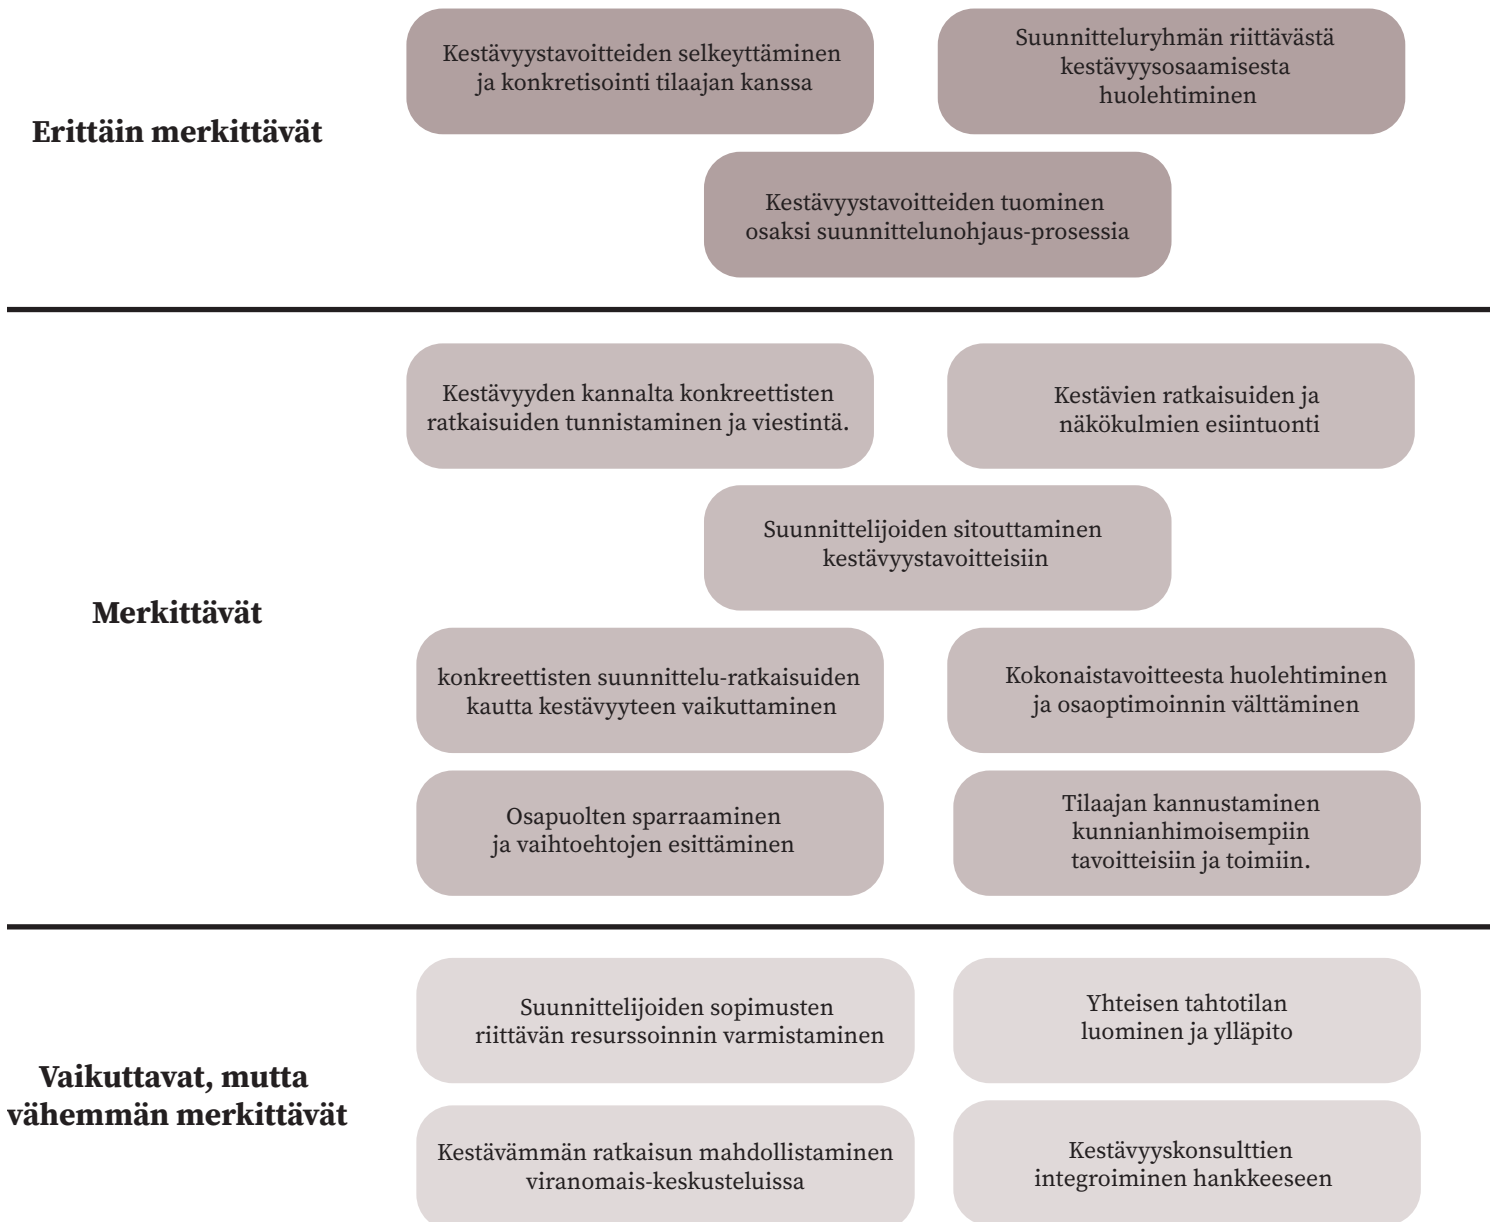 Erittäin merkittävät
Kestävyystavoitteiden selkeyttäminen
ja konkretisointi tilaajan kanssa
Suunnitteluryhmän riittävästä
kestävyysosaamisesta
huolehtiminen
Kestävyystavoitteiden tuominen
osaksi suunnittelunohjaus-prosessia
Merkittävät
Kestävyyden kannalta konkreettisten
ratkaisuiden tunnistaminen ja viestintä.
Kestävien ratkaisuiden ja
näkökulmien esiintuonti
Suunnittelijoiden sitouttaminen
kestävyystavoitteisiin
konkreettisten suunnittelu-ratkaisuiden
kautta kestävyyteen vaikuttaminen
Kokonaistavoitteesta huolehtiminen
ja osaoptimoinnin välttäminen
Osapuolten sparraaminen
ja vaihtoehtojen esittäminen
Tilaajan kannustaminen
kunnianhimoisempiin
tavoitteisiin ja toimiin.
Vaikuttavat, mutta
vähemmän merkittävät
Suunnittelijoiden sopimusten
riittävän resurssoinnin varmistaminen
Yhteisen tahtotilan
luominen ja ylläpito
Kestävämmän ratkaisun mahdollistaminen
viranomais-keskusteluissa
Kestävyyskonsulttien
integroiminen hankkeeseen